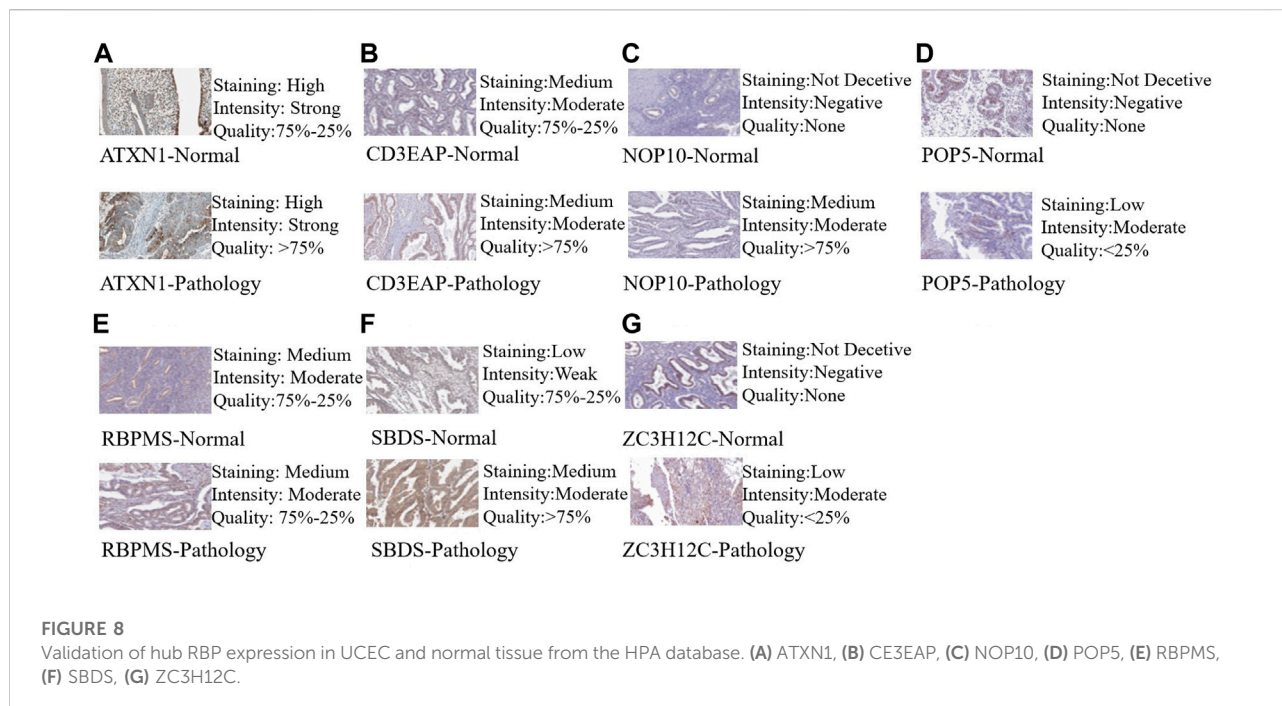 A
Staining: High
Intensity: Strong
Quality:75%-25%
ATXN1-Normal
Staining: High
Intensity: Strong
Quality: >75%
ATXN1-Pathology
B
Staining:Medium
Intensity:Moderate
Quality:75%-25%
CD3EAP-Normal
Staining:Medium
Intensity:Moderate
Quality:>75%
CD3EAP-Pathology
C
Staining:Not Decetive
Intensity:Negative
Quality:None
NOP10-Normal
Staining:Medium
Intensity:Moderate
Quality:>75%
NOP10-Pathology
D
Staining:Not Decetive
Intensity:Negative
Quality:None
POP5-Normal
Staining:Low
Intensity:Moderate
Quality:<25%
POP5-Pathology
E
Staining: Medium
Intensity: Moderate
Quality:75%-25%
RBPMS-Normal
Staining: Medium
Intensity: Moderate
Quality: 75%-25%
RBPMS-Pathology
F
Staining:Low
Intensity:Weak
Quality:75%-25%
SBDS-Normal
Staining:Medium
Intensity:Moderate
Quality:>75%
SBDS-Pathology
G
Staining:Not Decetive
Intensity:Negative
Quality:None
ZC3H12C-Normal
Staining:Low
Intensity:Moderate
Quality:<25%
ZC3H12C-Pathology
FIGURE 8
Validation of hub RBP expression in UCEC and normal tissue from the HPA database. (A) ATXN1, (B) CE3EAP, (C) NOP10, (D) POP5, (E) RBPMS,
(F) SBDS, (G) ZC3H12C.